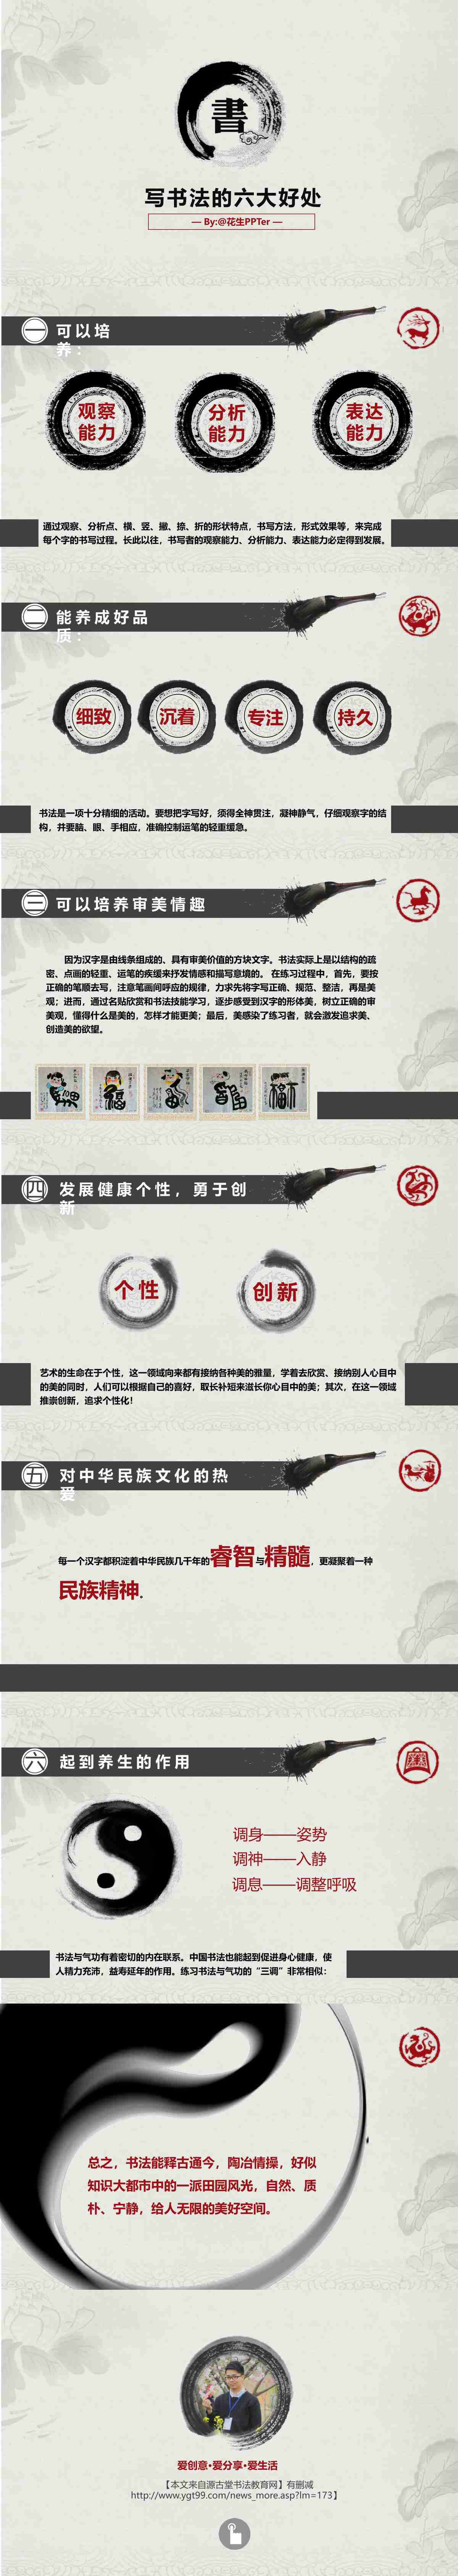 書
写书法的六大好处
— By:@花生PPTer —
一 可以培
养：
观察
能力
分析
能力
表达
能力
通过观察、分析点、横、竖、撇、捺、折的形状特点，书写方法，形式效果等，来完成
每个字的书写过程。长此以往，书写者的观察能力、分析能力、表达能力必定得到发展。
二 能养成好品
质：
细致
沉着
专注
持久
书法是一项十分精细的活动。要想把字写好，须得全神贯注，凝神静气，仔细观察字的结
构，并要脑、眼、手相应，准确控制运笔的轻重缓急。
三 可以培养审美情趣
因为汉字是由线条组成的、具有审美价值的方块文字。书法实际上是以结构的疏
密、点画的轻重、运笔的疾缓来抒发情感和描写意境的。 在练习过程中，首先，要按
正确的笔顺去写，注意笔画间呼应的规律，力求先将字写正确、规范、整洁，再是美
观；进而，通过名贴欣赏和书法技能学习，逐步感受到汉字的形体美，树立正确的审
美观，懂得什么是美的，怎样才能更美；最后，美感染了练习者，就会激发追求美、
创造美的欲望。
四 发展健康个性，勇于创
新
个性
创新
艺术的生命在于个性，这一领域向来都有接纳各种美的雅量，学着去欣赏、接纳别人心目中
的美的同时，人们可以根据自己的喜好，取长补短来滋长你心目中的美；其次，在这一领域
推崇创新，追求个性化！
五 对中华民族文化的热
爱
每一个汉字都积淀着中华民族几千年的睿智与精髓，更凝聚着一种
民族精神。
六 起到养生的作用
调身——姿势
调神——入静
调息——调整呼吸
书法与气功有着密切的内在联系。中国书法也能起到促进身心健康，使
人精力充沛，益寿延年的作用。练习书法与气功的“三调”非常相似：
总之，书法能释古通今，陶冶情操，好似
知识大都市中的一派田园风光，自然、质
朴、宁静，给人无限的美好空间。
爱创意•爱分享•爱生活
【本文来自源古堂书法教育网】有删减
http://www.ygt99.com/news_more.asp?lm=173】